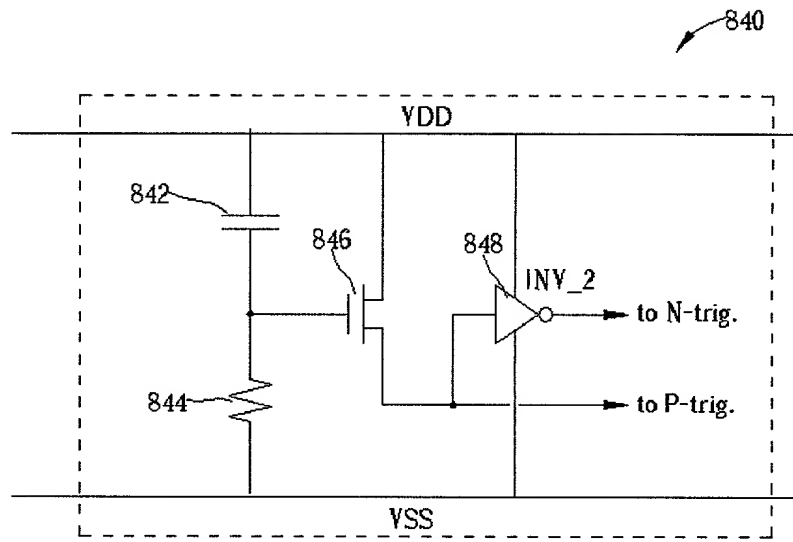 840
VDD
842
846
848
INV_2
to N-trig.
844
to P-trig.
VSS